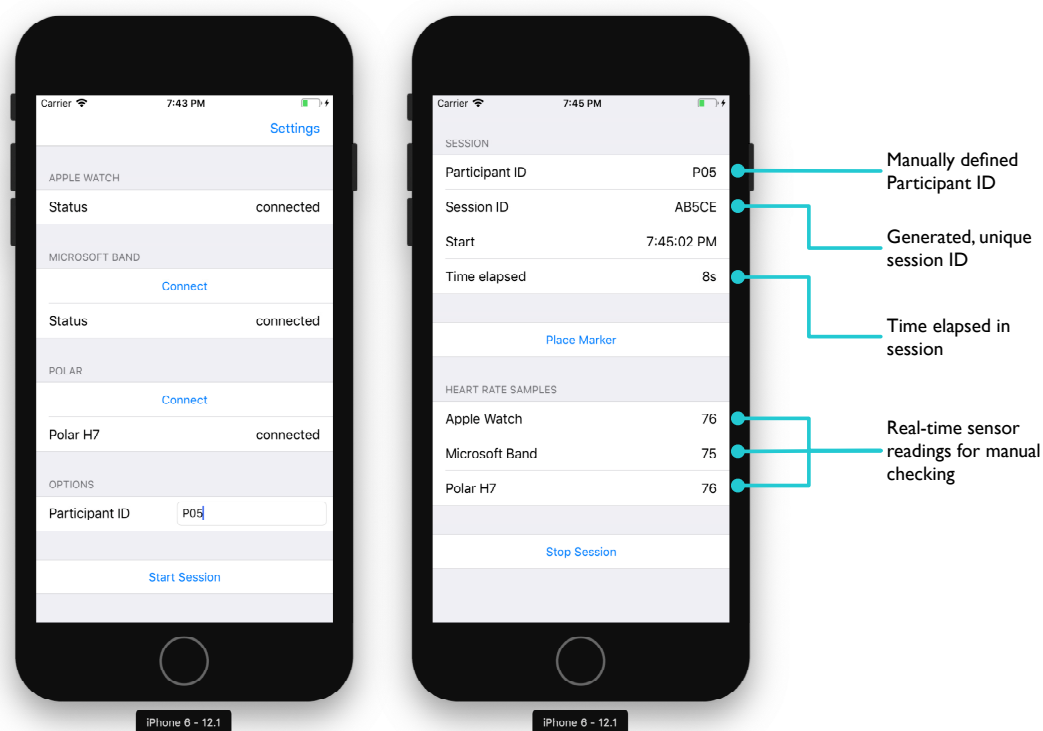 Carrier 7:43 PM
Settings
APPLE WATCH
Status connected
MICROSOFT BAND
Connect
Status connected
POLAR
Connect
Polar H7 connected
OPTIONS
Participant ID P05
Start Session
iPhone 6 - 12.1
Carrier 7:45 PM
SESSION
Participant ID P05
Session ID AB5CE
Start 7:45:02 PM
Time elapsed 8s
Place Marker
HEART RATE SAMPLES
Apple Watch 76
Microsoft Band 75
Polar H7 76
Stop Session
iPhone 6 - 12.1
Manually defined
Participant ID
Generated, unique
session ID
Time elapsed in
session
Real-time sensor
readings for manual
checking